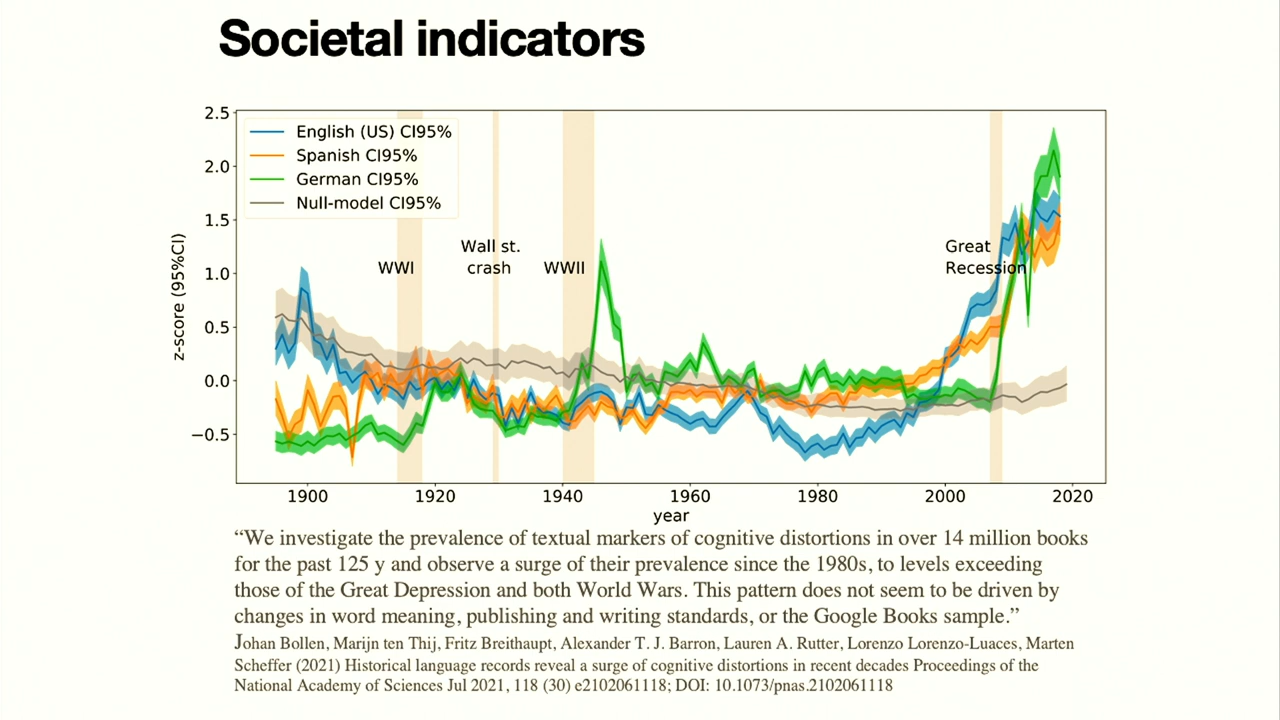 Societal indicators
2.5
2.0
1.5
1.0
0.5
0.0
−0.5
z-score (95%CI)
English (US) CI95%
Spanish CI95%
German CI95%
Null-model CI95%
WWI
Wall st.
crash
WWII
Great
Recession
1900
1920
1940
1960
1980
2000
2020
year
“We investigate the prevalence of textual markers of cognitive distortions in over 14 million books
for the past 125 y and observe a surge of their prevalence since the 1980s, to levels exceeding
those of the Great Depression and both World Wars. This pattern does not seem to be driven by
changes in word meaning, publishing and writing standards, or the Google Books sample.”
Johan Bollen, Marijn ten Thij, Fritz Breithaupt, Alexander T. J. Barron, Lauren A. Rutter, Lorenzo Lorenzo-Luaces, Marten
Scheffer (2021) Historical language records reveal a surge of cognitive distortions in recent decades Proceedings of the
National Academy of Sciences Jul 2021, 118 (30) e2102061118; DOI: 10.1073/pnas.2102061118